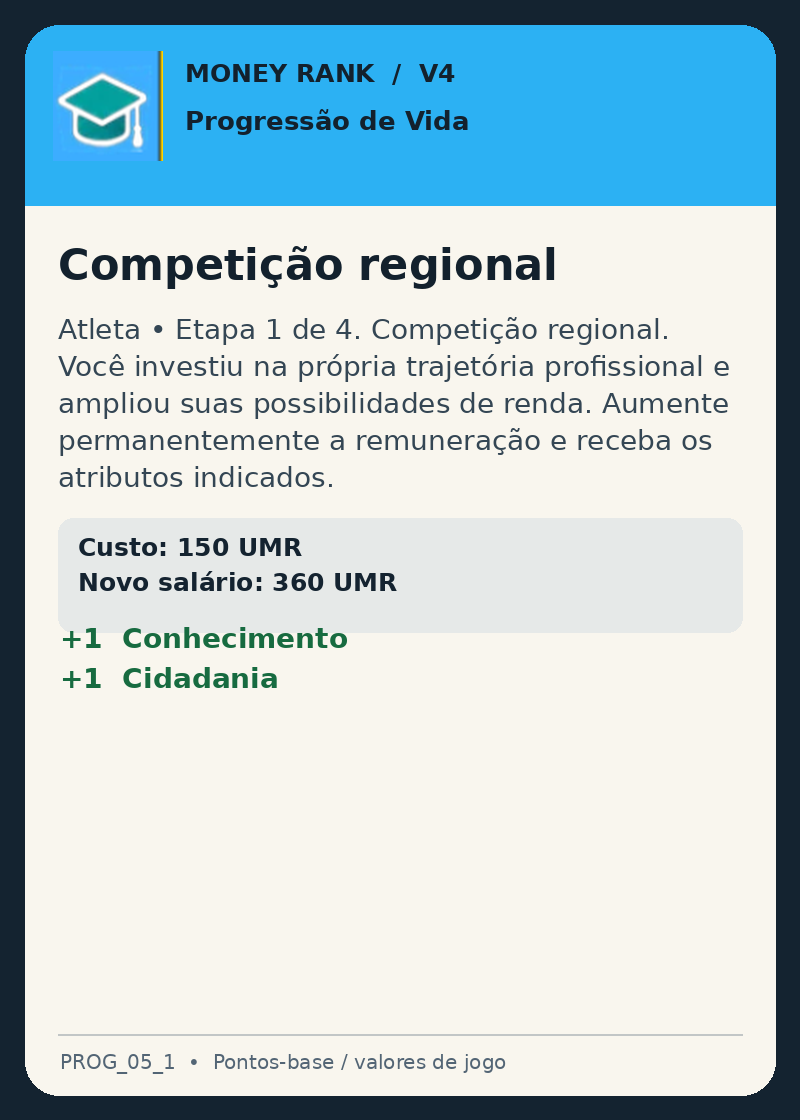 MONEY RANK / V4
Progressão de Vida
Competição regional
Atleta • Etapa 1 de 4. Competição regional.
Você investiu na própria trajetória profissional e
ampliou suas possibilidades de renda. Aumente
permanentemente a remuneração e receba os
atributos indicados.
Custo: 150 UMR
Novo salário: 360 UMR
+1 Conhecimento
+1 Cidadania
PROG_05_1 • Pontos-base / valores de jogo